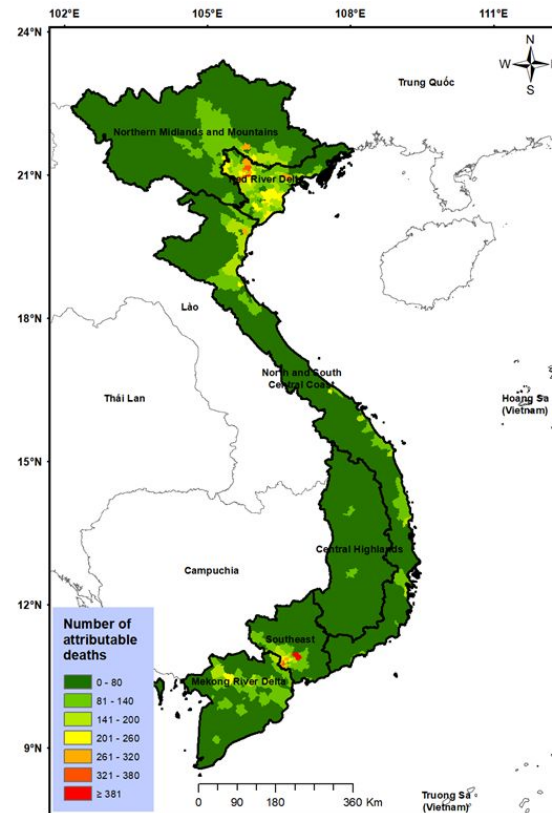 102°E 105°E 108°E 111°E
24°N
N
W
S
Trung Quốc
Northern Midlands and Mountains
21°N
Red River Delta
Lào
18°N
North and South
Central Coast
Thái Lan
Hoang Sa
(Vietnam)
15°N
Central Highlands
Campuchia
12°N
Number of
attributable
deaths
0 - 80
81 - 140
141 - 200
201 - 260
261 - 320
321 - 380
≥ 381
Southeast
Mekong River Delta
9°N
0 90 180 360 Km
Truong Sa
(Vietnam)